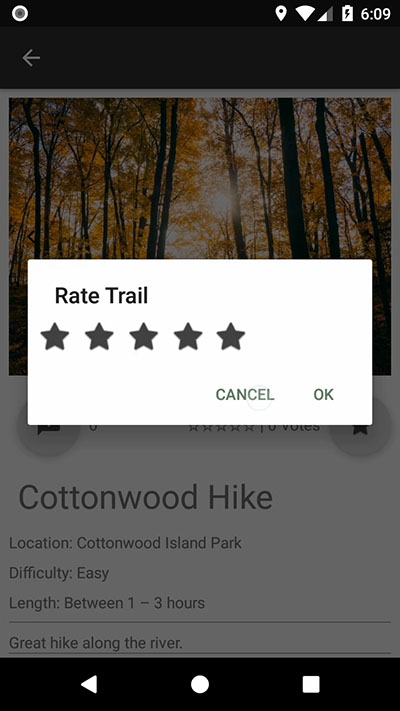 6:09
Rate Trail
CANCEL OK
0 | 0 Votes
Cottonwood Hike
Location: Cottonwood Island Park
Difficulty: Easy
Length: Between 1 – 3 hours
Great hike along the river.